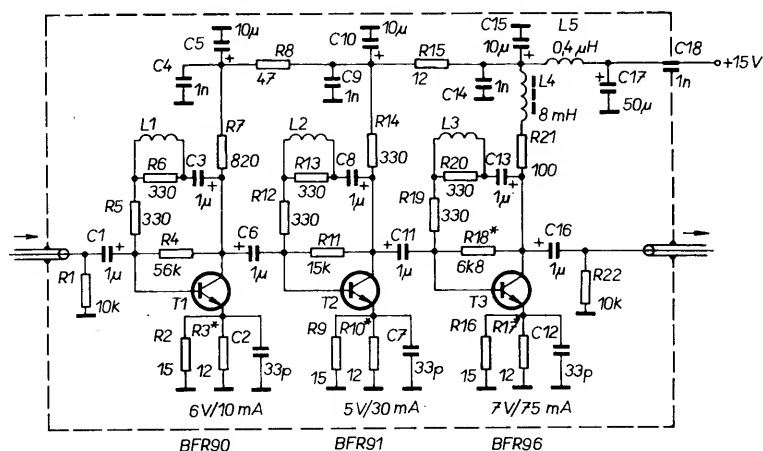 10µ
C5
+
R8
47
C10
10µ
+
R15
12
C15
10µ
+
L5
0,4 µH
C18
1n
+15V
C4
1n
C9
1n
C14
1n
L4
8 mH
+
C17
50µ
L1
R7
820
L2
R14
330
L3
R21
100
R6
330
C3
+
1µ
R13
330
C8
+
1µ
R20
330
C13
+
1µ
R5
330
R12
330
R19
330
C1
+
1µ
R4
56k
C6
+
1µ
R11
15k
C11
+
1µ
R18*
6k8
+
C16
1µ
R1
10k
T1
T2
T3
R22
10k
R2
15
R3*
12
C2
33p
R9
15
R10*
12
C7
33p
R16
15
R17*
12
C12
33p
6V/10 mA
5V/30 mA
7V/75 mA
BFR90
BFR91
BFR96